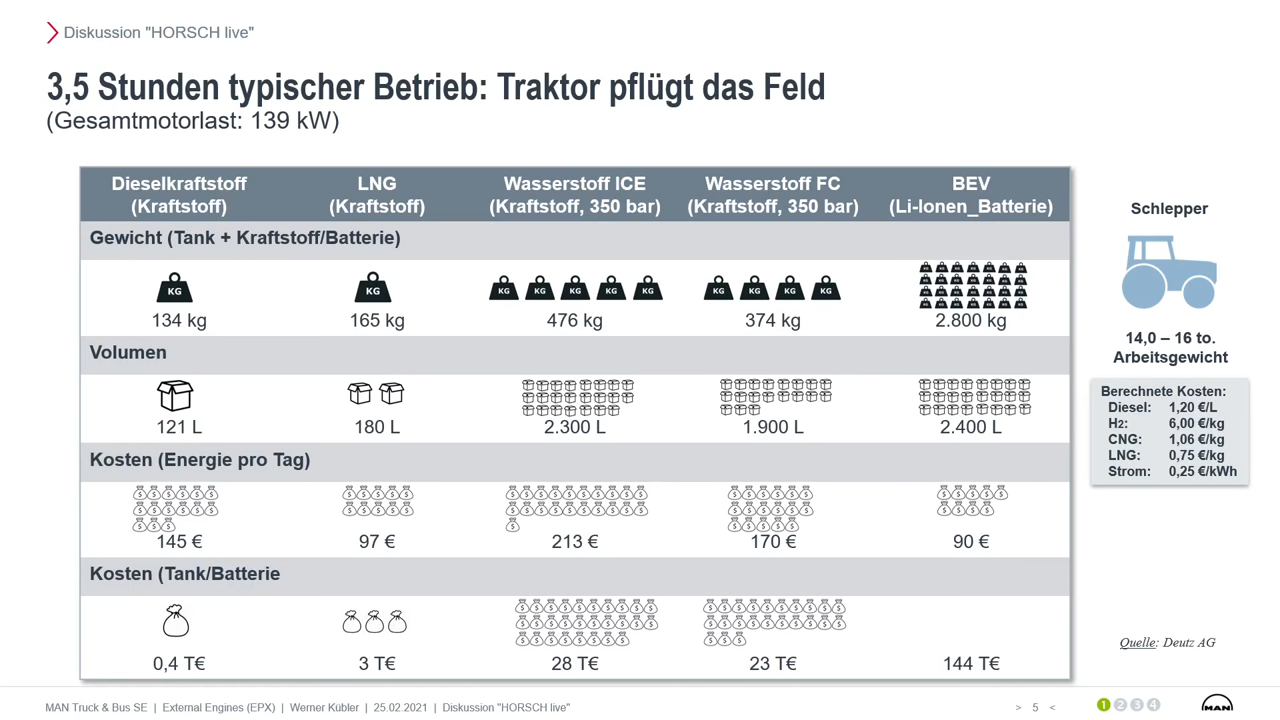 Diskussion "HORSCH live"
3,5 Stunden typischer Betrieb: Traktor pflügt das Feld
(Gesamtmotorlast: 139 kW)
Dieselkraftstoff LNG Wasserstoff ICE Wasserstoff FC BEV
(Kraftstoff) (Kraftstoff) (Kraftstoff, 350 bar) (Kraftstoff, 350 bar) (Li-Ionen_Batterie)
Gewicht (Tank + Kraftstoff/Batterie)
134 kg 165 kg 476 kg 374 kg 2.800 kg
Volumen
121 L 180 L 2.300 L 1.900 L 2.400 L
Kosten (Energie pro Tag)
145 € 97 € 213 € 170 € 90 €
Kosten (Tank/Batterie
0,4 T€ 3 T€ 28 T€ 23 T€ 144 T€
Schlepper
14,0 – 16 to.
Arbeitsgewicht
Berechnete Kosten:
Diesel: 1,20 €/L
H2: 6,00 €/kg
CNG: 1,06 €/kg
LNG: 0,75 €/kg
Strom: 0,25 €/kWh
Quelle: Deutz AG
MAN Truck & Bus SE | External Engines (EPX) | Werner Kübler | 25.02.2021 | Diskussion "HORSCH live"
> 5 <
1 2 3 4
MAN